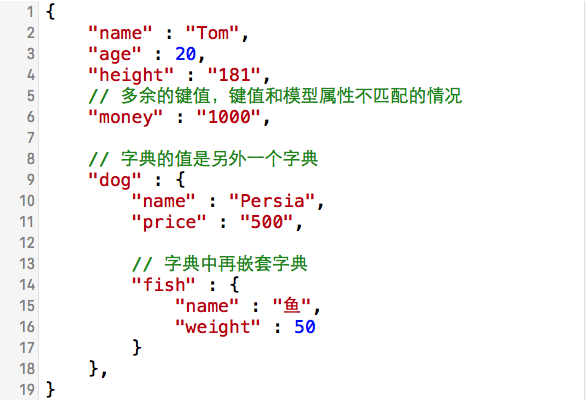 1 {
2 "name" : "Tom",
3 "age" : 20,
4 "height" : "181",
5 // 多余的键值，键值和模型属性不匹配的情况
6 "money" : "1000",
7
8 // 字典的值是另外一个字典
9 "dog" : {
10 "name" : "Persia",
11 "price" : "500",
12
13 // 字典中再嵌套字典
14 "fish" : {
15 "name" : "鱼",
16 "weight" : 50
17 }
18 },
19 }